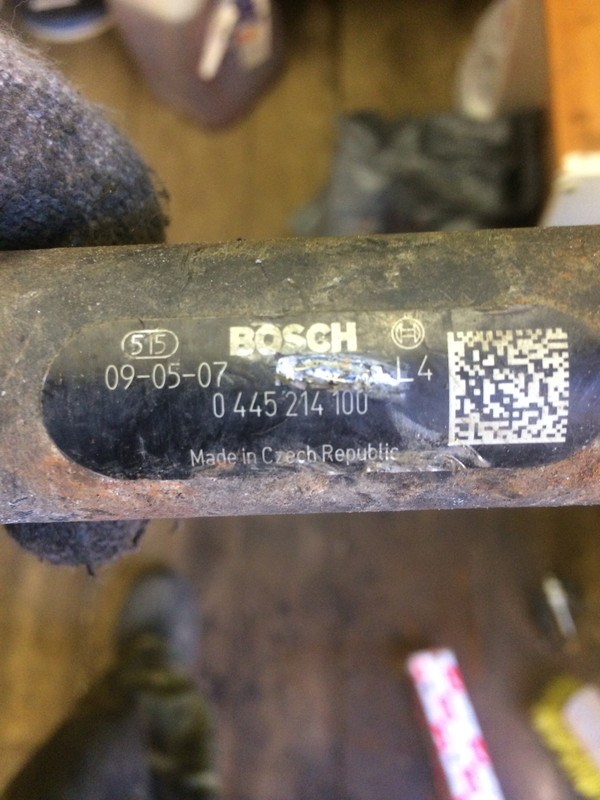 515 BOSCH
09-05-07 L4
0 445 214 100
Made in Czech Republic